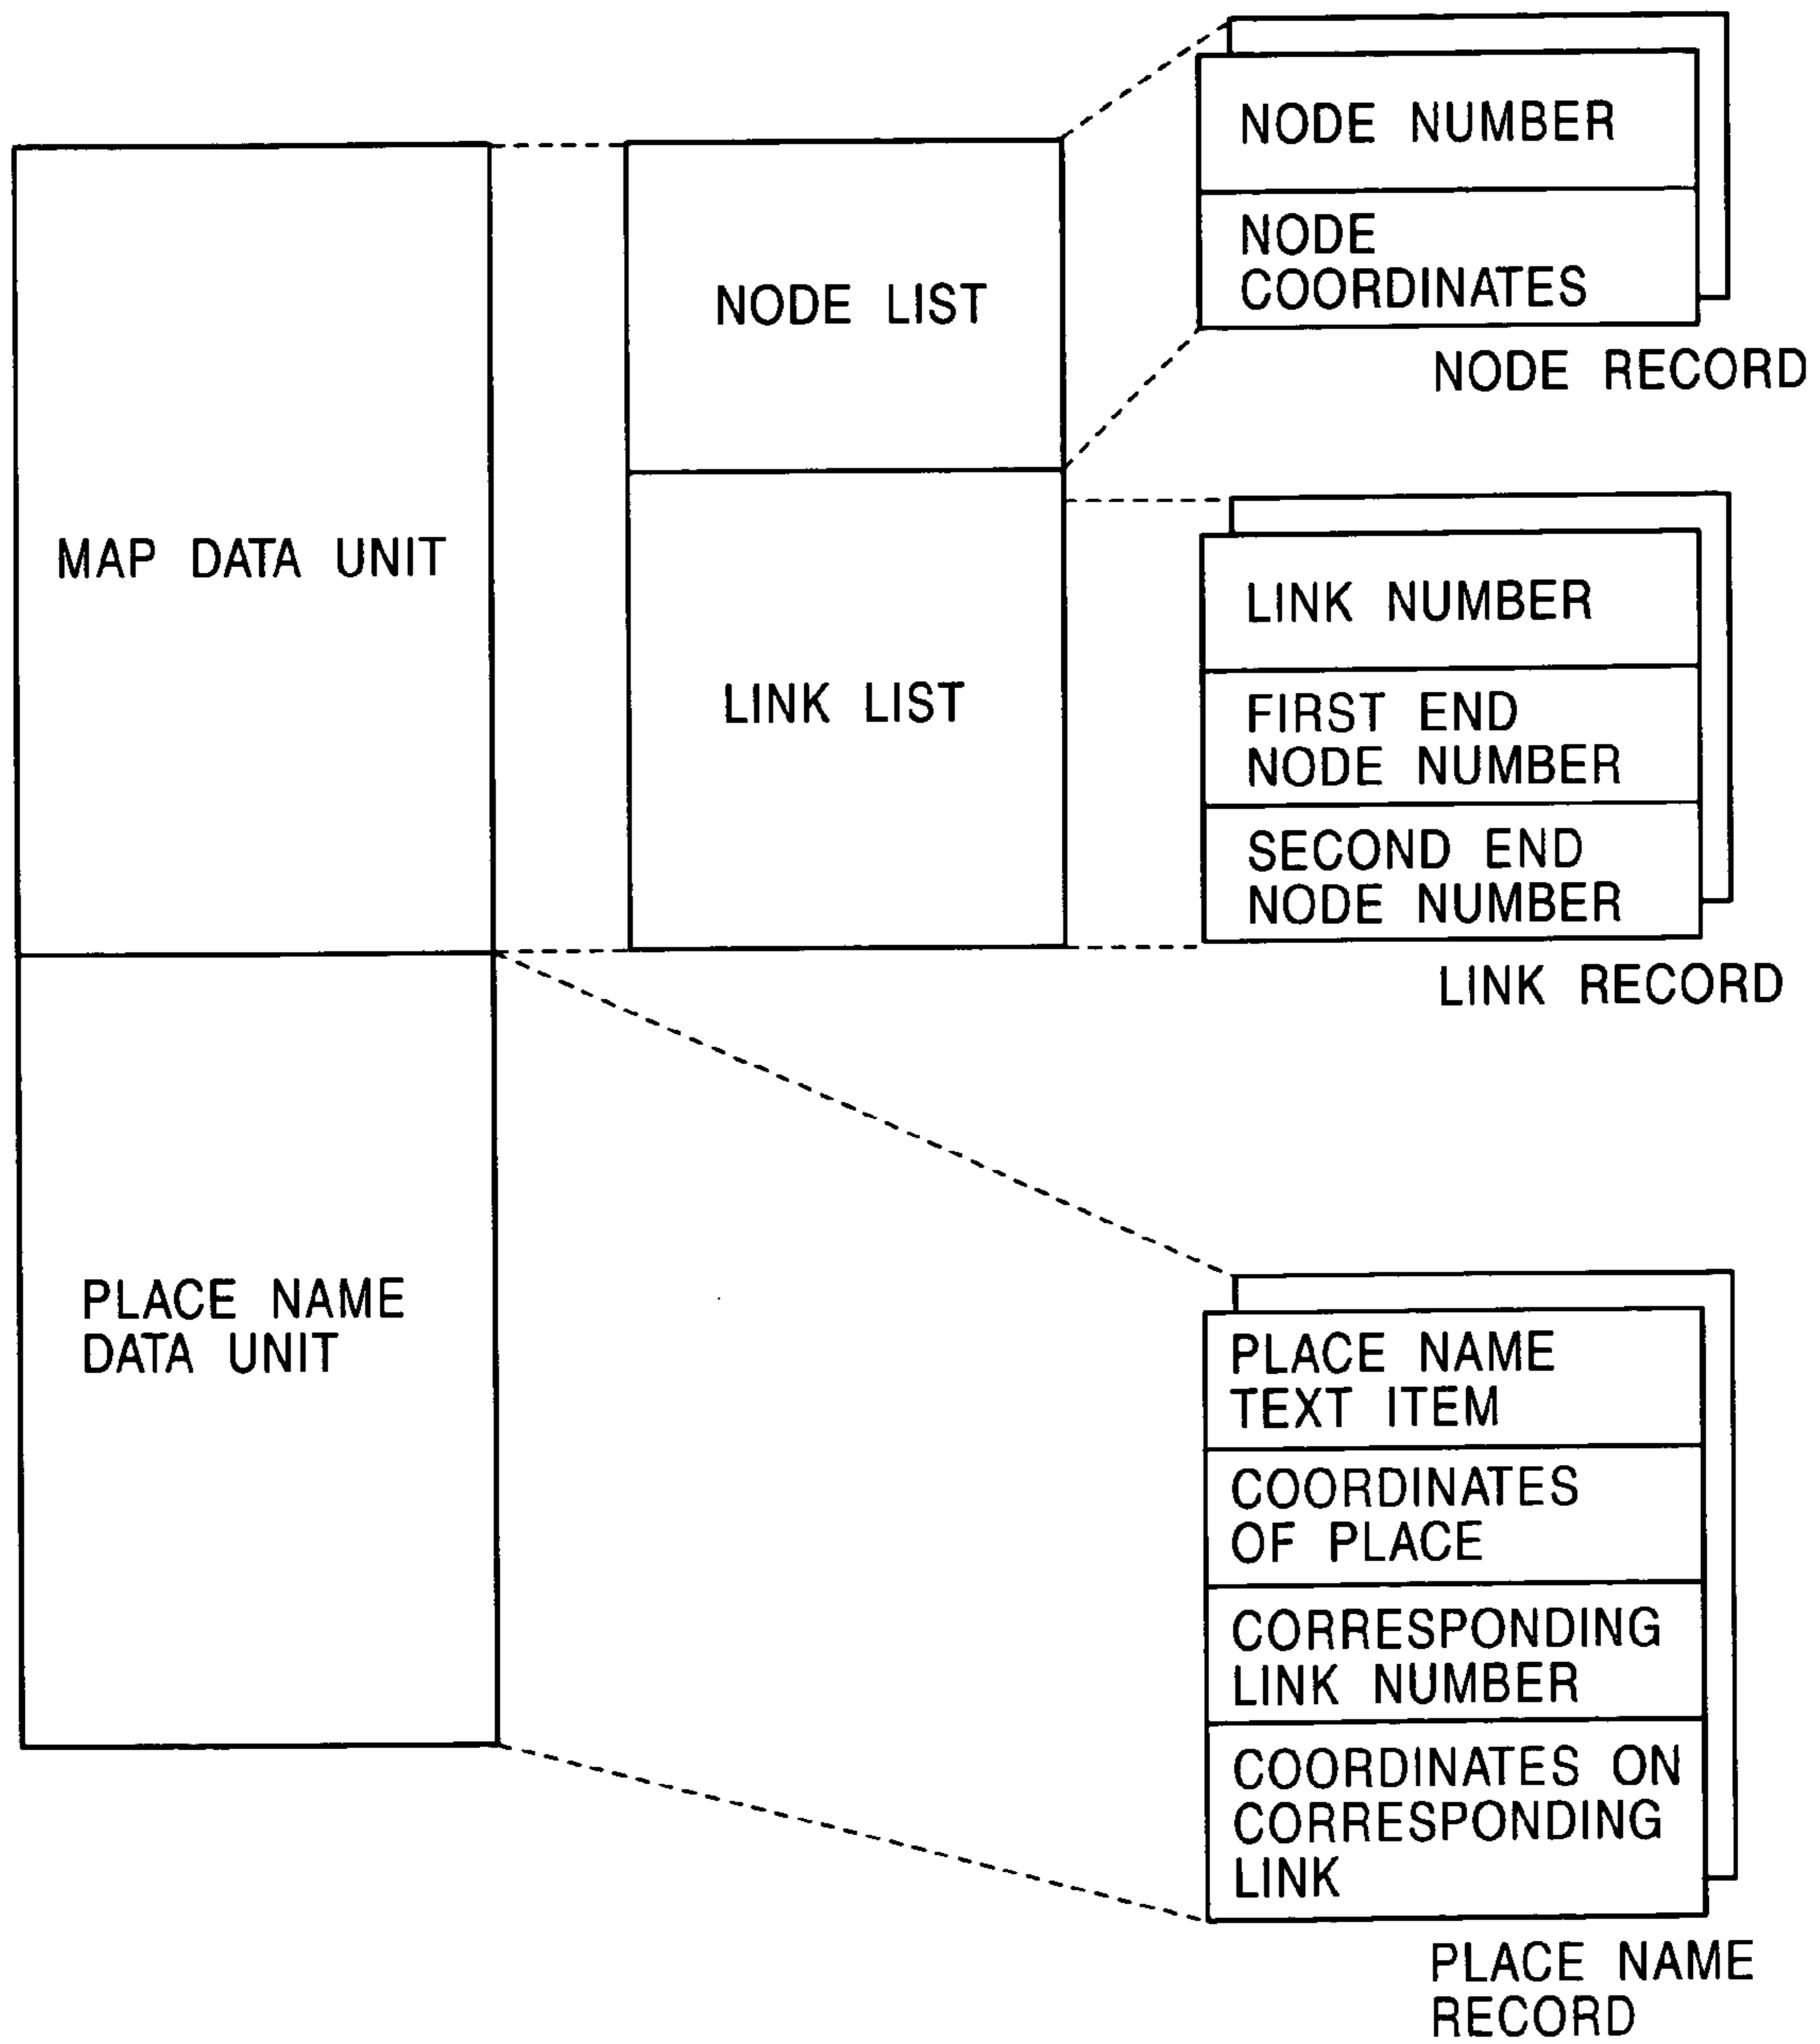 MAP DATA UNIT
PLACE NAME
DATA UNIT
NODE LIST
LINK LIST
NODE NUMBER
NODE
COORDINATES
NODE RECORD
LINK NUMBER
FIRST END
NODE NUMBER
SECOND END
NODE NUMBER
LINK RECORD
PLACE NAME
TEXT ITEM
COORDINATES
OF PLACE
CORRESPONDING
LINK NUMBER
COORDINATES ON
CORRESPONDING
LINK
PLACE NAME
RECORD